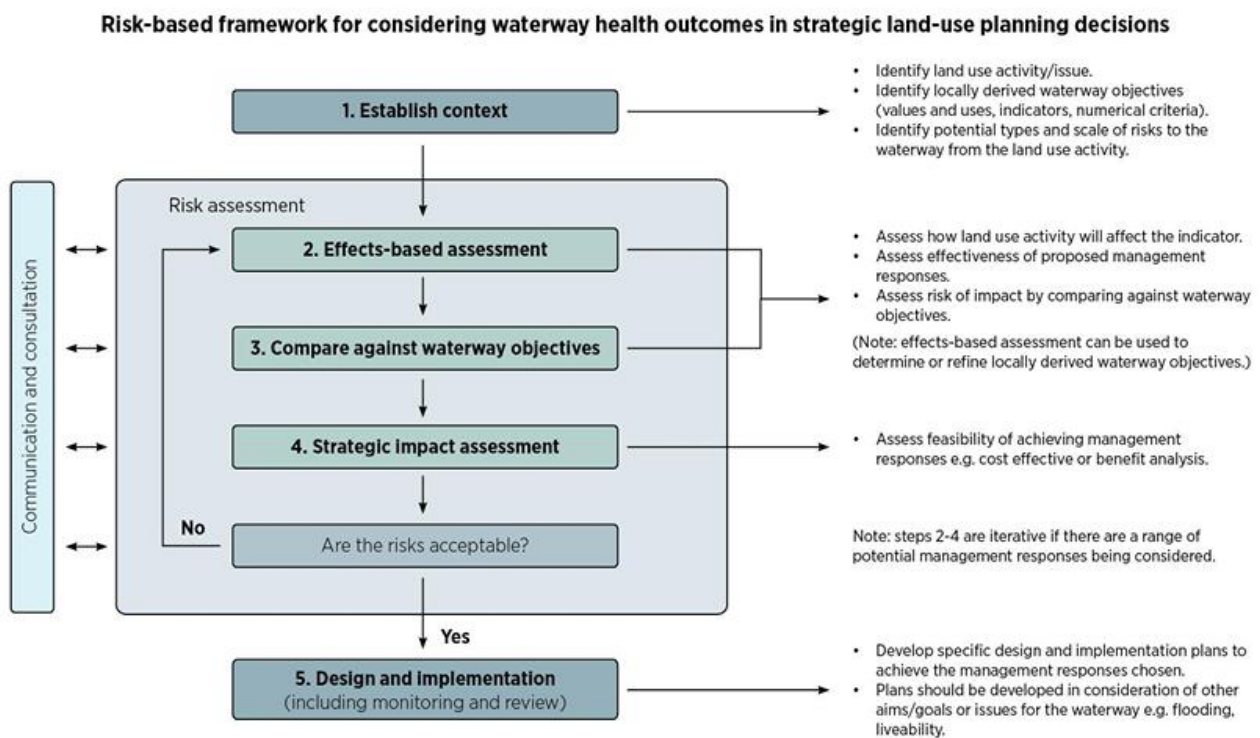 Risk-based framework for considering waterway health outcomes in strategic land-use planning decisions
1. Establish context
• Identify land use activity/issue.
• Identify locally derived waterway objectives
(values and uses, indicators, numerical criteria).
• Identify potential types and scale of risks to the
waterway from the land use activity.
Communication and consultation
Risk assessment
2. Effects-based assessment
3. Compare against waterway objectives
• Assess how land use activity will affect the indicator.
• Assess effectiveness of proposed management
responses.
• Assess risk of impact by comparing against waterway
objectives.
(Note: effects-based assessment can be used to
determine or refine locally derived waterway objectives.)
4. Strategic impact assessment
• Assess feasibility of achieving management
responses e.g. cost effective or benefit analysis.
No
Are the risks acceptable?
Note: steps 2-4 are iterative if there are a range of
potential management responses being considered.
Yes
5. Design and implementation
(including monitoring and review)
• Develop specific design and implementation plans to
achieve the management responses chosen.
• Plans should be developed in consideration of other
aims/goals or issues for the waterway e.g. flooding,
liveability.